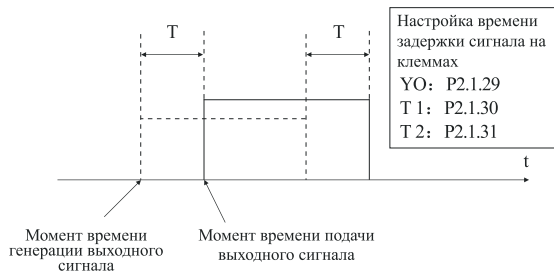 T
T
Настройка времени
задержки сигнала на
клеммах
YO: P2.1.29
T 1: P2.1.30
T 2: P2.1.31
t
Момент времени
генерации выходного
сигнала
Момент времени подачи
выходного сигнала